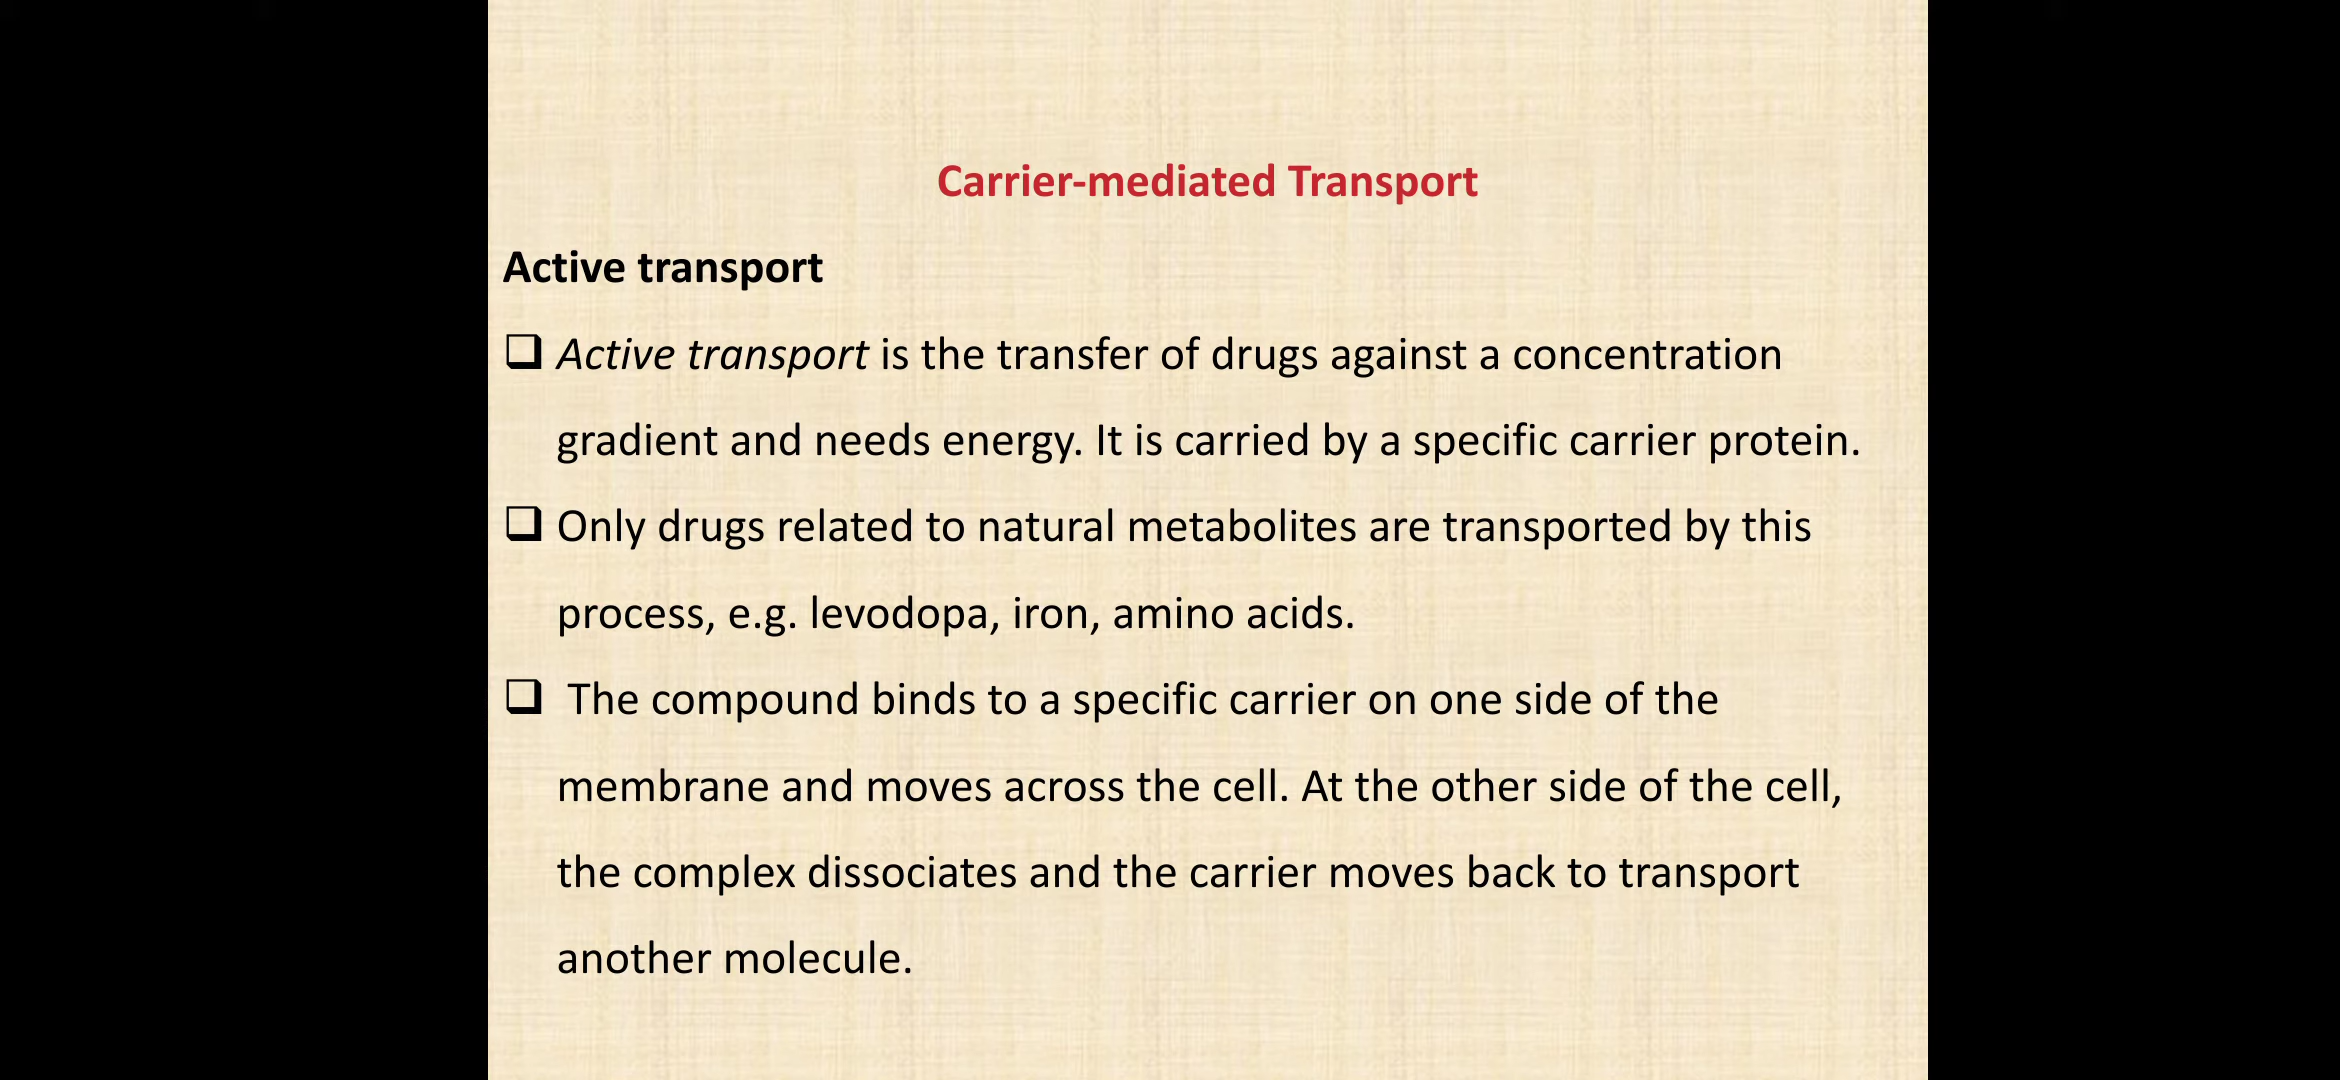 Carrier-mediated Transport
Active transport
❑ Active transport is the transfer of drugs against a concentration
gradient and needs energy. It is carried by a specific carrier protein.
❑ Only drugs related to natural metabolites are transported by this
process, e.g. levodopa, iron, amino acids.
❑ The compound binds to a specific carrier on one side of the
membrane and moves across the cell. At the other side of the cell,
the complex dissociates and the carrier moves back to transport
another molecule.